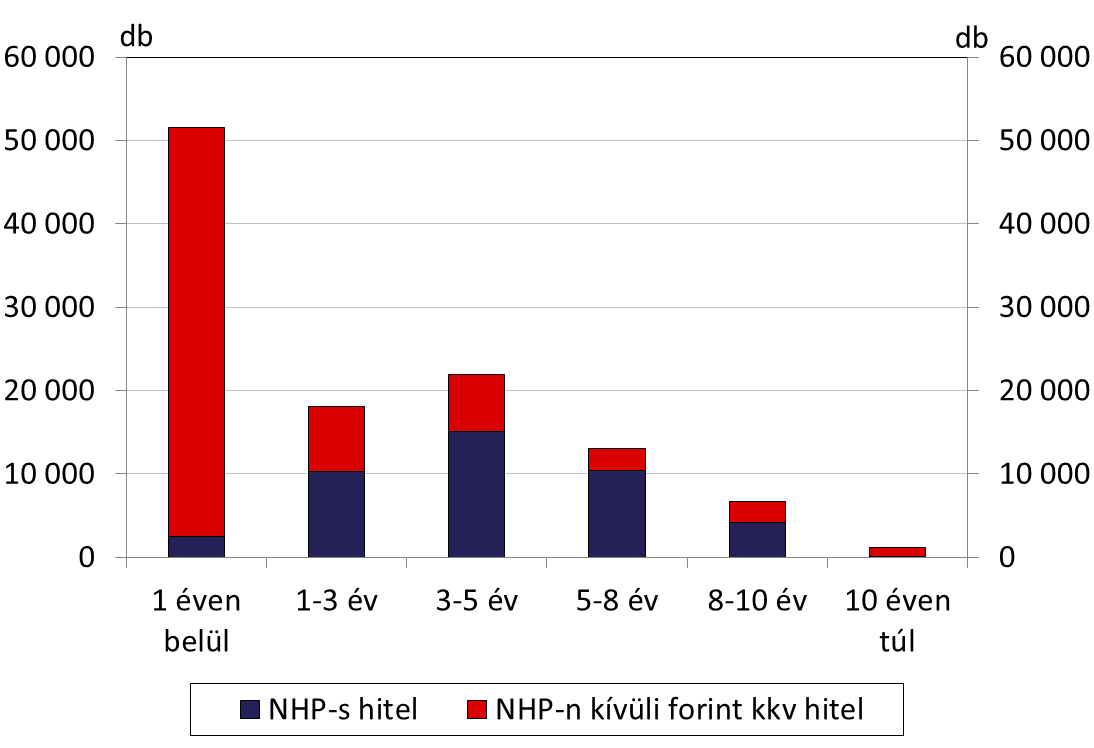 db db
60 000 60 000
50 000 50 000
40 000 40 000
30 000 30 000
20 000 20 000
10 000 10 000
0 0
1 éven belül
1-3 év
3-5 év
5-8 év
8-10 év
10 éven túl
NHP-s hitel NHP-n kívüli forint kkv hitel